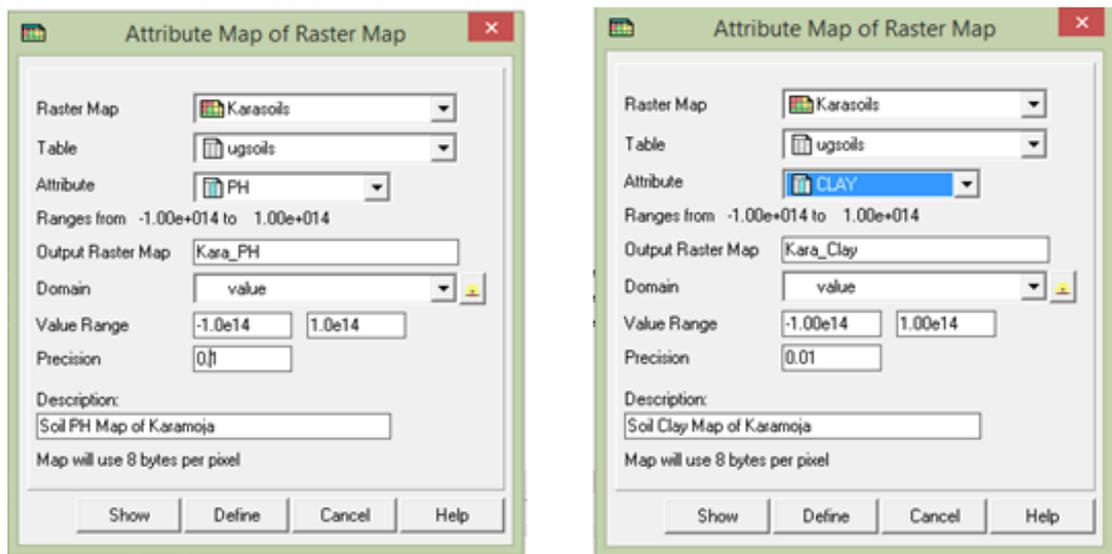 Attribute Map of Raster Map
Raster Map Karasoils
Table ugsoils
Attribute PH
Ranges from -1.00e+014 to 1.00e+014
Output Raster Map Kara_PH
Domain value
Value Range -1.0e14 1.0e14
Precision 0.1
Description:
Soil PH Map of Karamoja
Map will use 8 bytes per pixel
Show Define Cancel Help
Attribute Map of Raster Map
Raster Map Karasoils
Table ugsoils
Attribute CLAY
Ranges from -1.00e+014 to 1.00e+014
Output Raster Map Kara_Clay
Domain value
Value Range -1.00e14 1.00e14
Precision 0.01
Description:
Soil Clay Map of Karamoja
Map will use 8 bytes per pixel
Show Define Cancel Help